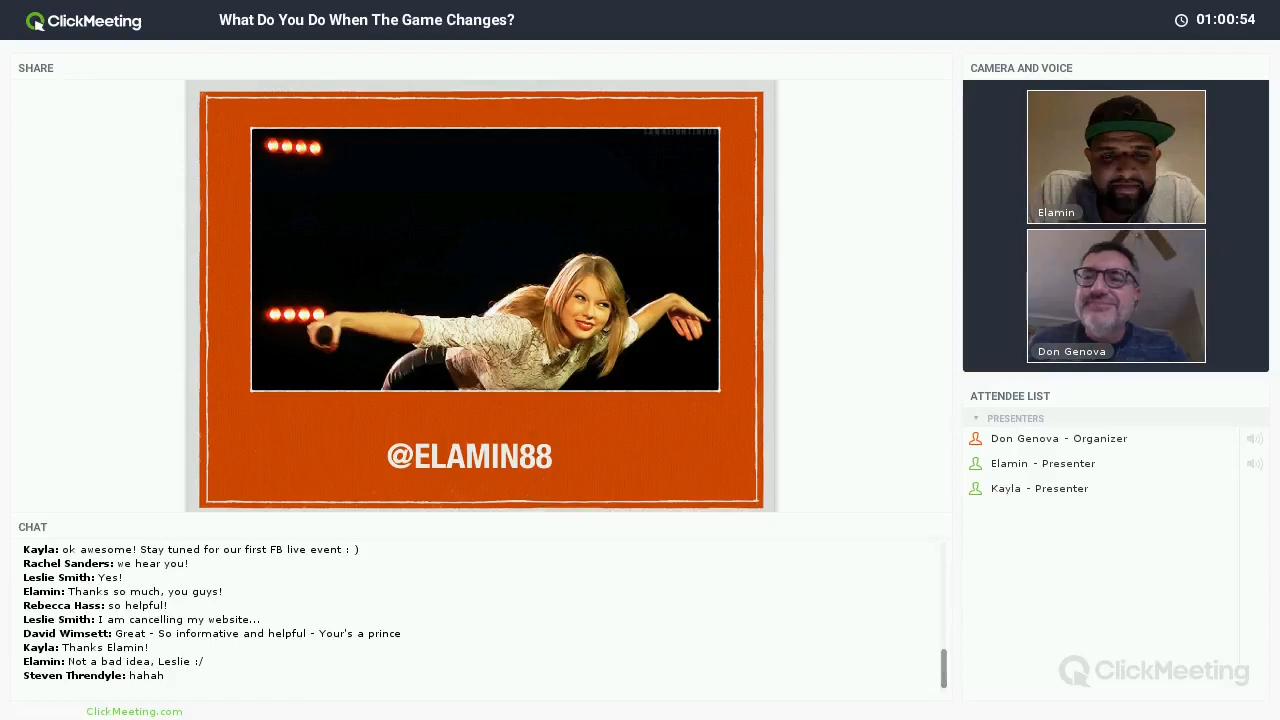 ClickMeeting
What Do You Do When The Game Changes?
01:00:54
SHARE
@ELAMIN88
CAMERA AND VOICE
Elamin
Don Genova
ATTENDEE LIST
PRESENTERS
Don Genova - Organizer
Elamin - Presenter
Kayla - Presenter
CHAT
Kayla: ok awesome! Stay tuned for our first FB live event : )
Rachel Sanders: we hear you!
Leslie Smith: Yes!
Elamin: Thanks so much, you guys!
Rebecca Hass: so helpful!
Leslie Smith: I am cancelling my website...
David Wimsett: Great - So informative and helpful - Your's a prince
Kayla: Thanks Elamin!
Elamin: Not a bad idea, Leslie :/
Steven Threndyle: hahah
ClickMeeting
ClickMeeting.com